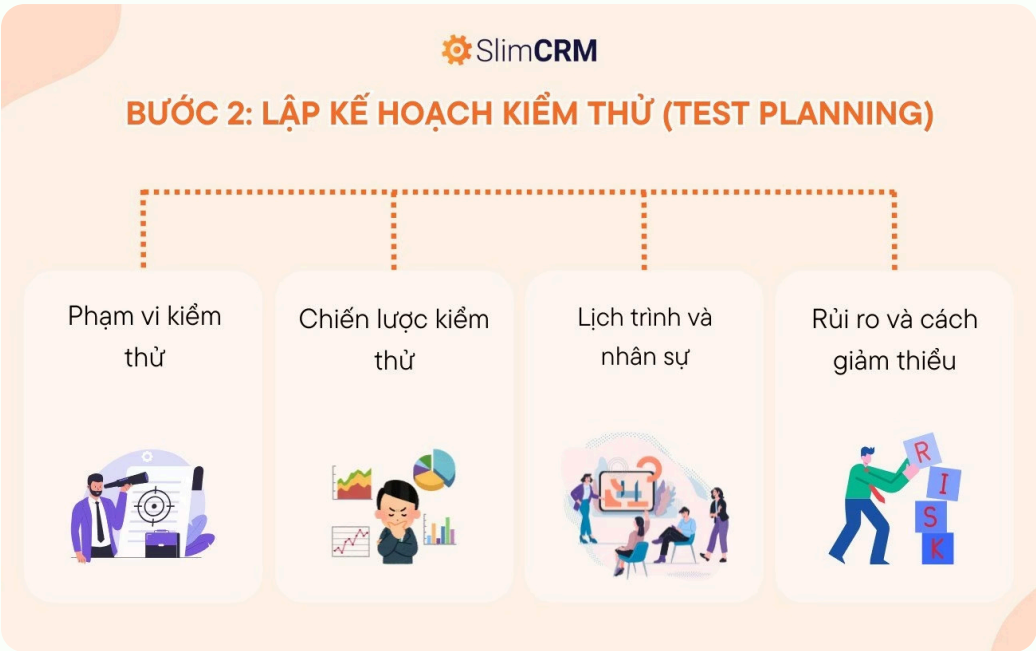 SlimCRM
BƯỚC 2: LẬP KẾ HOẠCH KIỂM THỬ (TEST PLANNING)
Phạm vi kiểm
thử
Chiến lược kiểm
thử
Lịch trình và
nhân sự
Rủi ro và cách
giảm thiểu
R
I
S
K